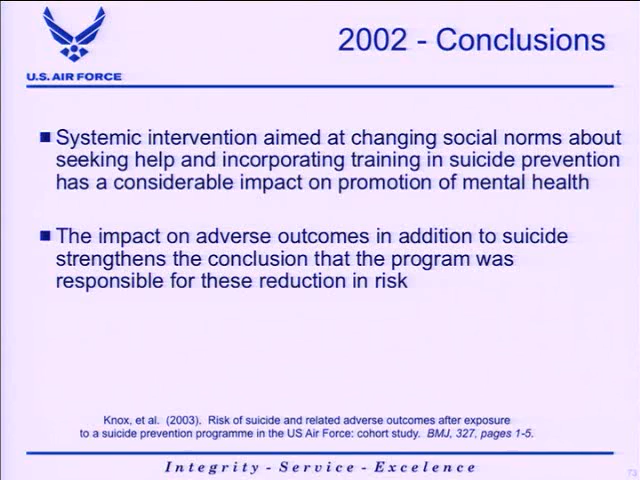 2002 - Conclusions
U.S. AIR FORCE
Systemic intervention aimed at changing social norms about
seeking help and incorporating training in suicide prevention
has a considerable impact on promotion of mental health
The impact on adverse outcomes in addition to suicide
strengthens the conclusion that the program was
responsible for these reduction in risk
Knox, et al. (2003). Risk of suicide and related adverse outcomes after exposure
to a suicide prevention programme in the US Air Force: cohort study. BMJ, 327, pages 1-5.
Integrity - Service - Excelence
73